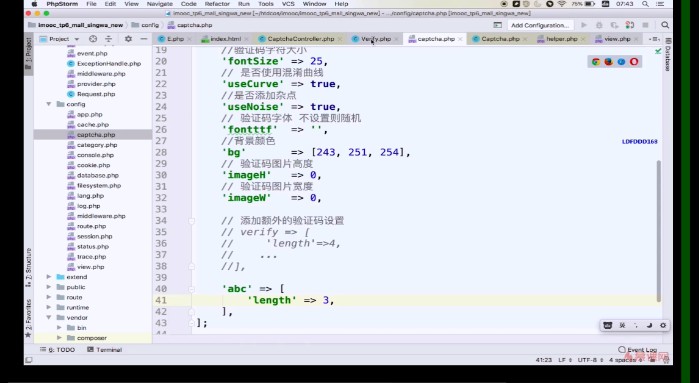 PhpStorm File Edit View Navigate Code Refactor Run Tools VCS Window Help 07:43
imooc_tp6_mall_singwa_new config captcha.php Add Configuration...
1: Project
Project
E.php index.html CaptchaController.php Verify.php captcha.php Captcha.php helper.php view.php
Database
event.php
ExceptionHandle.php
middleware.php
provider.php
Request.php
config
app.php
cache.php
captcha.php
category.php
console.php
cookie.php
database.php
filesystem.php
lang.php
log.php
middleware.php
route.php
session.php
status.php
trace.php
view.php
extend
public
route
runtime
vendor
bin
composer
Z: Structure
2: Favorites
19 //验证码字符大小
20 'fontSize' => 25,
21 // 是否使用混淆曲线
22 'useCurve' => true,
23 //是否添加杂点
24 'useNoise' => true,
25 // 验证码字体 不设置则随机
26 'fontttf' => '',
27 //背景颜色
28 'bg' => [243, 251, 254],
29 // 验证码图片高度
30 'imageH' => 0,
31 // 验证码图片宽度
32 'imageW' => 0,
33
34 // 添加额外的验证码设置
35 // verify => [
36 // 'length'=>4,
37 // ...
38 //],
39
40 'abc' => [
41 'length' => 3,
42 ],
43 ];
44
LDFDDD163
6: TODO Terminal Event Log
41:23 LF UTF-8 4 spaces